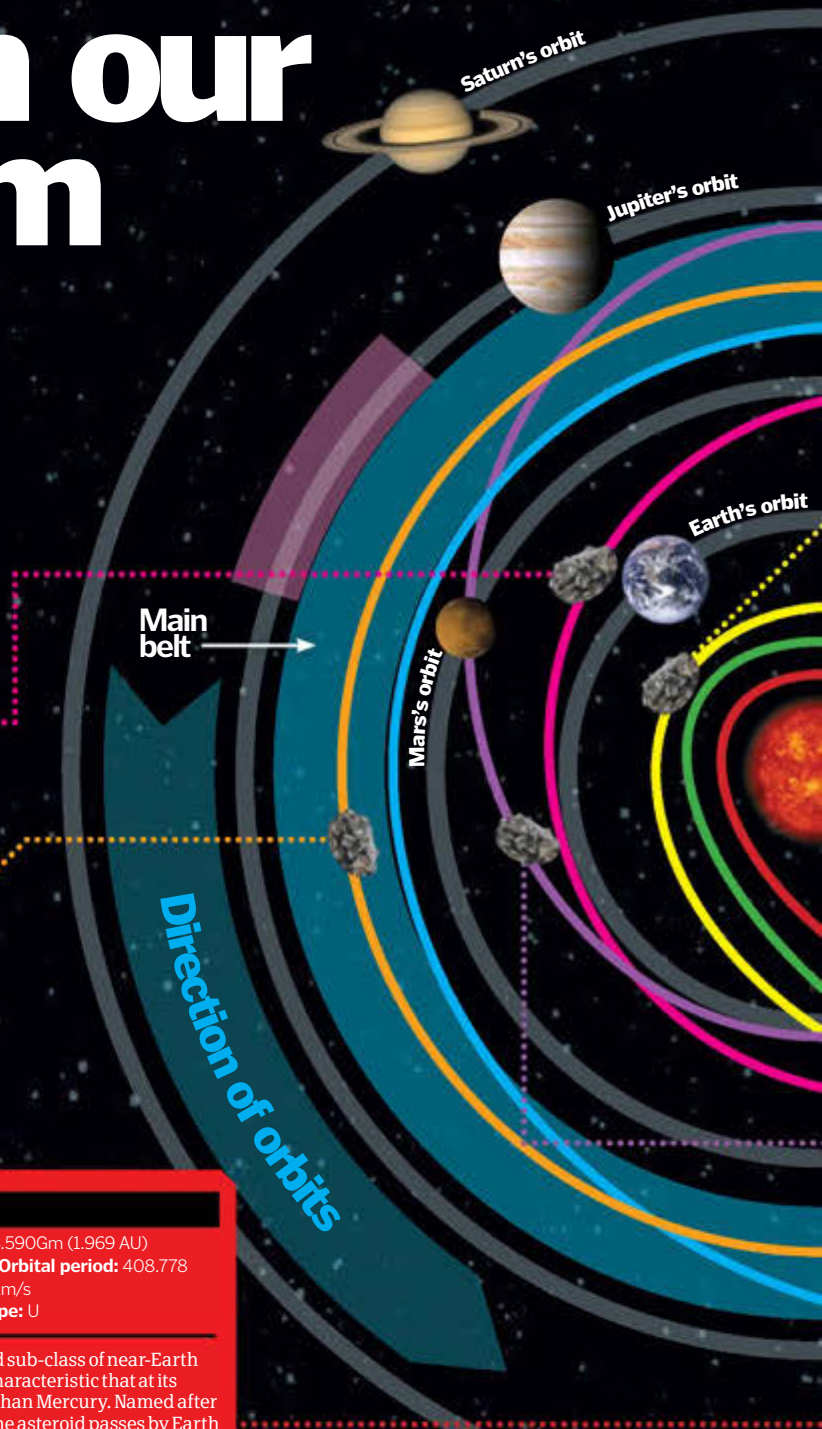 our
m
Saturn's orbit
Jupiter's orbit
Earth's orbit
Main
belt
Mars's orbit
Direction of orbits
.590Gm (1.969 AU)
Orbital period: 408.778
m/s
pe: U
sub-class of near-Earth
haracteristic that at its
han Mercury. Named after
asteroid passes by Earth